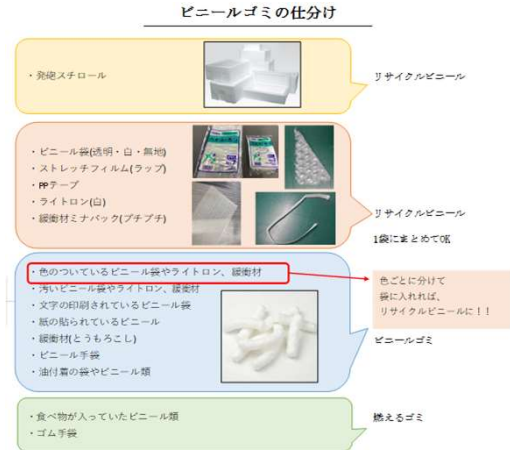 ビニールゴミの仕分け
・発砲スチロール
リサイクルビニール
・ビニール袋(透明・白・無地)
・ストレッチフィルム(ラップ)
・PPテープ
・ライトロン(白)
・緩衝材ミナパック(プチプチ)
リサイクルビニール
1袋にまとめてOK
・色のついているビニール袋やライトロン、緩衝材
・汚いビニール袋やライトロン、緩衝材
・文字の印刷されているビニール袋
・紙の貼られているビニール
・緩衝材(とうもろこし)
・ビニール手袋
・油付着の袋やビニール類
色ごとに分けて
袋に入れれば、
リサイクルビニールに！！
ビニールゴミ
・食べ物が入っていたビニール類
・ゴム手袋
燃えるゴミ